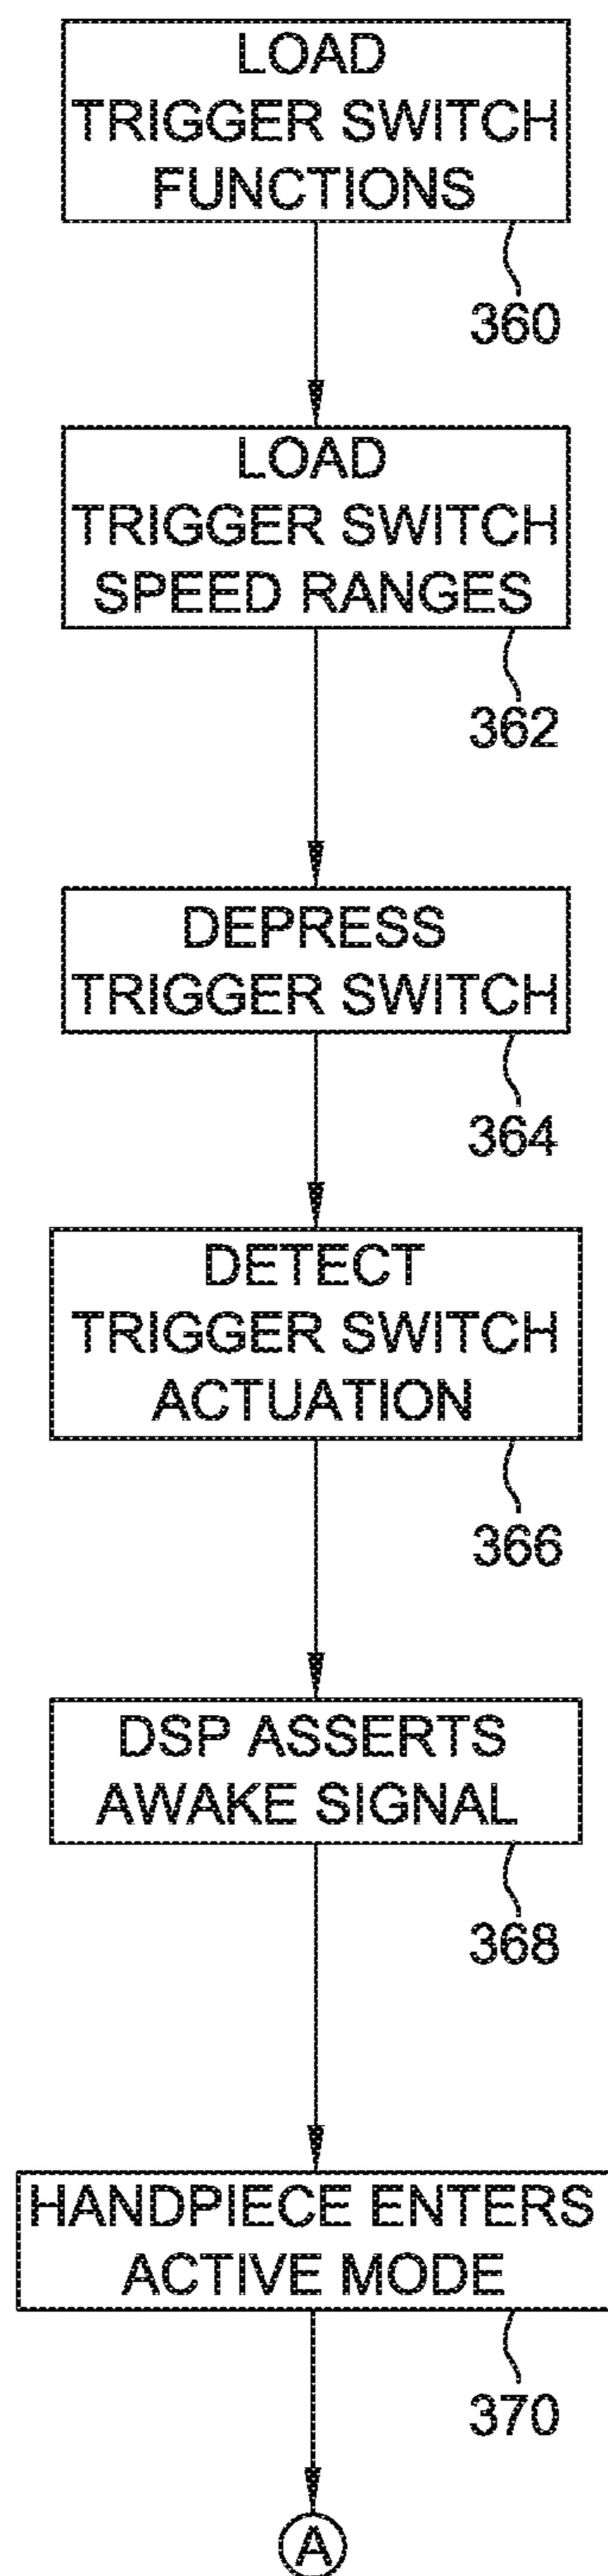 LOAD
TRIGGER SWITCH
FUNCTIONS
360
LOAD
TRIGGER SWITCH
SPEED RANGES
362
DEPRESS
TRIGGER SWITCH
364
DETECT
TRIGGER SWITCH
ACTUATION
366
DSP ASSERTS
AWAKE SIGNAL
368
HANDPIECE ENTERS
ACTIVE MODE
370
A